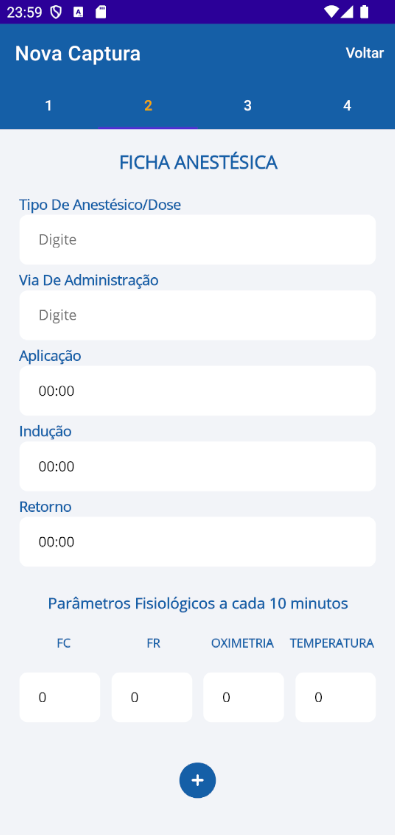 23:59
Nova Captura
Voltar
1 2 3 4
FICHA ANESTÉSICA
Tipo De Anestésico/Dose
Digite
Via De Administração
Digite
Aplicação
00:00
Indução
00:00
Retorno
00:00
Parâmetros Fisiológicos a cada 10 minutos
FC FR OXIMETRIA TEMPERATURA
0 0 0 0
+